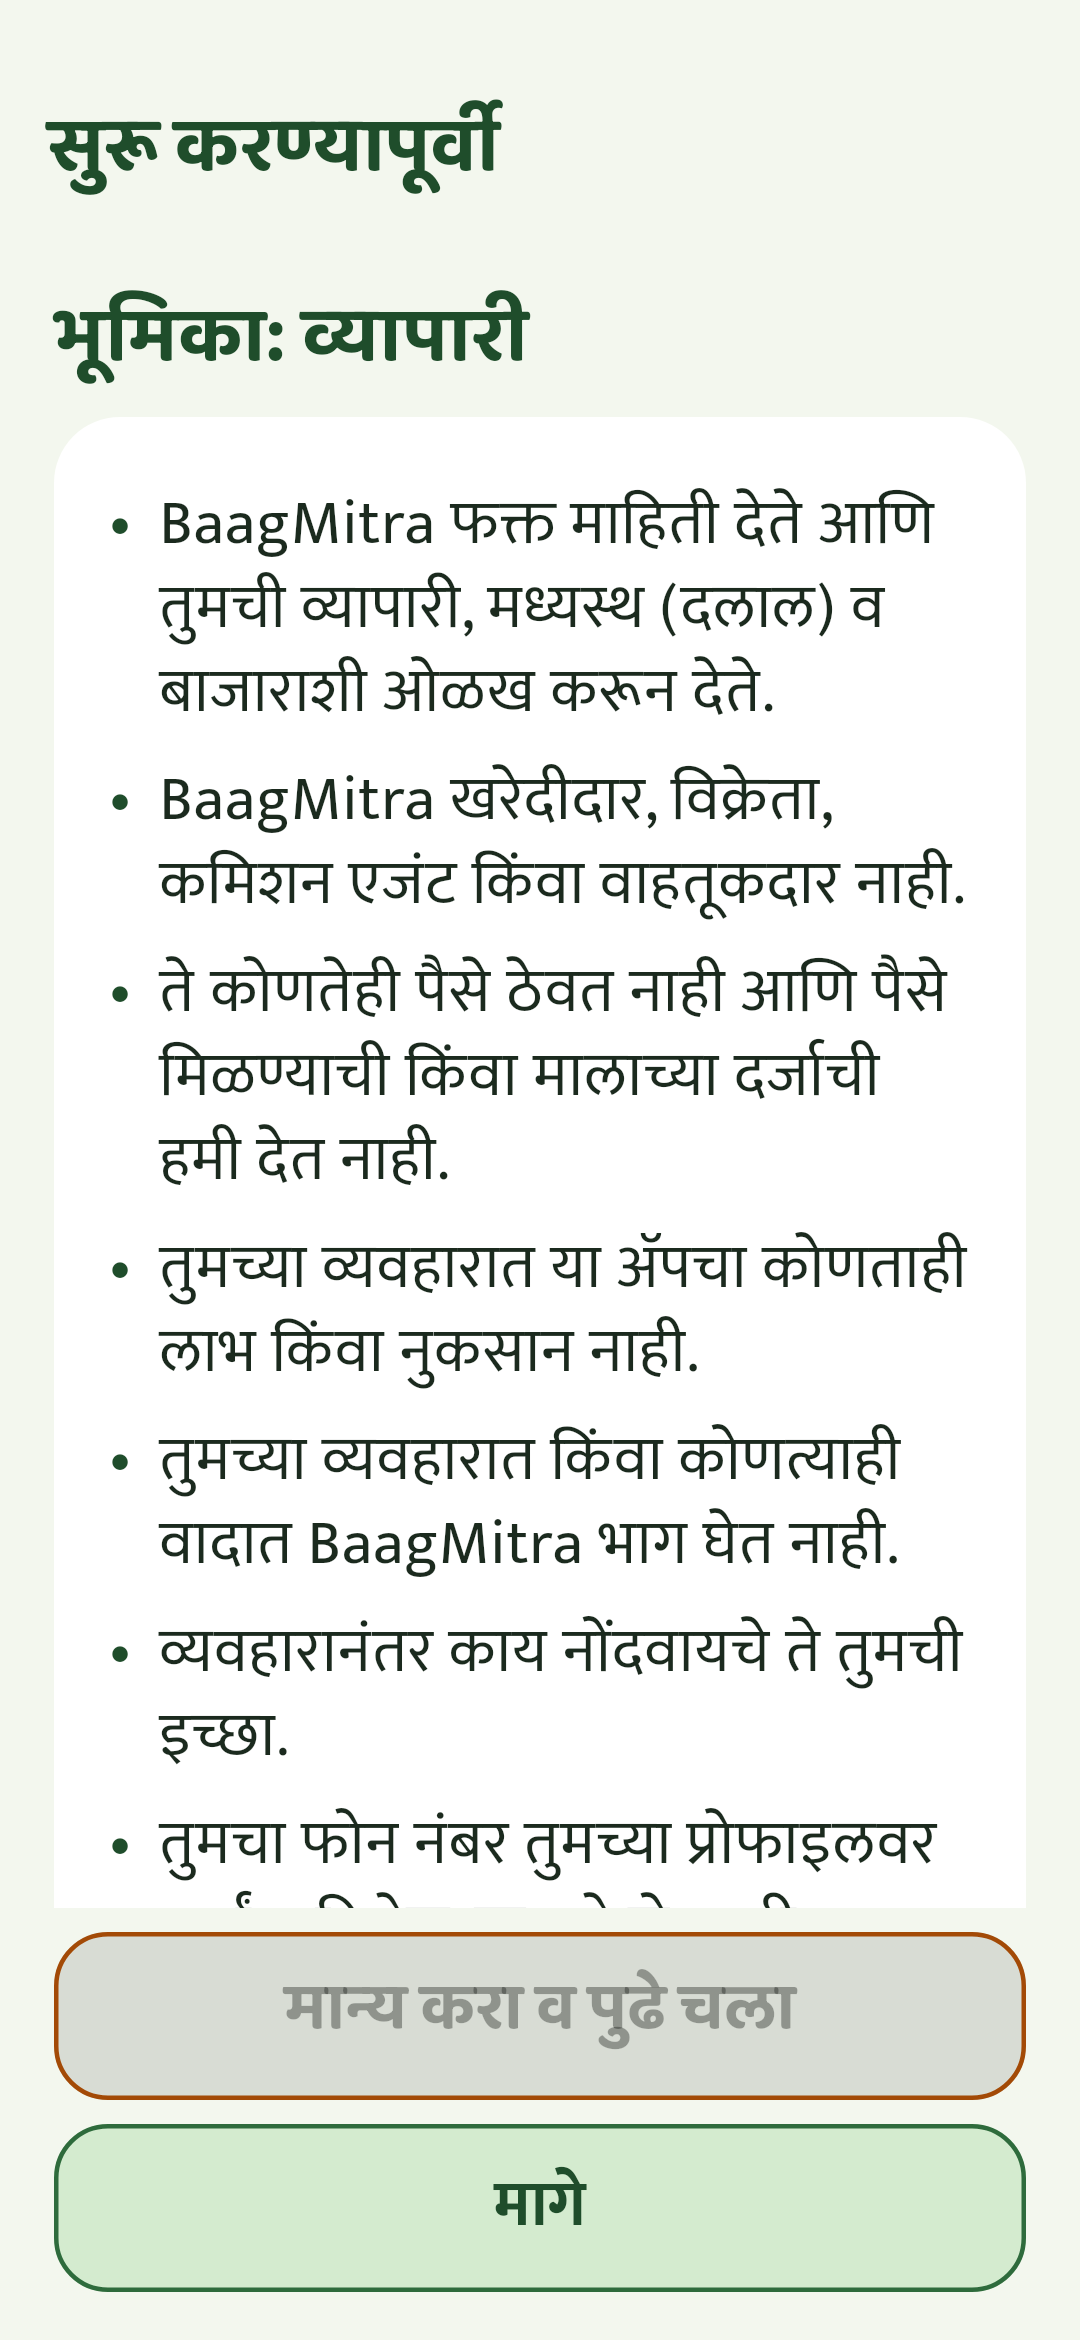 सुरू करण्यापूर्वी
भूमिका: व्यापारी
• BaagMitra फक्त माहिती देते आणि
तुमची व्यापारी, मध्यस्थ (दलाल) व
बाजाराशी ओळख करून देते.
• BaagMitra खरेदीदार, विक्रेता,
कमिशन एजंट किंवा वाहतूकदार नाही.
• ते कोणतेही पैसे ठेवत नाही आणि पैसे
मिळण्याची किंवा मालाच्या दर्जाची
हमी देत नाही.
• तुमच्या व्यवहारात या ॲपचा कोणताही
लाभ किंवा नुकसान नाही.
• तुमच्या व्यवहारात किंवा कोणत्याही
वादात BaagMitra भाग घेत नाही.
• व्यवहारानंतर काय नोंदवायचे ते तुमची
इच्छा.
• तुमचा फोन नंबर तुमच्या प्रोफाइलवर
मान्य करा व पुढे चला
मागे